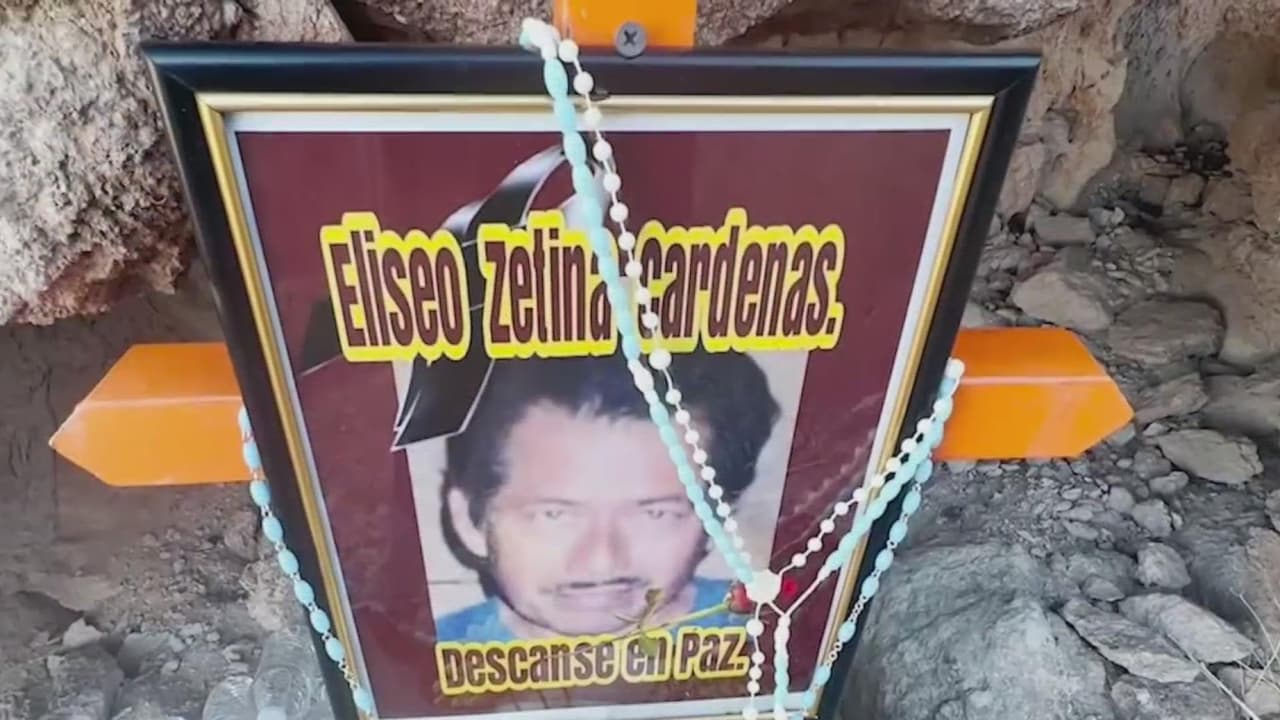 Eliseo Zetina Cardenas.
Descanse en Paz.